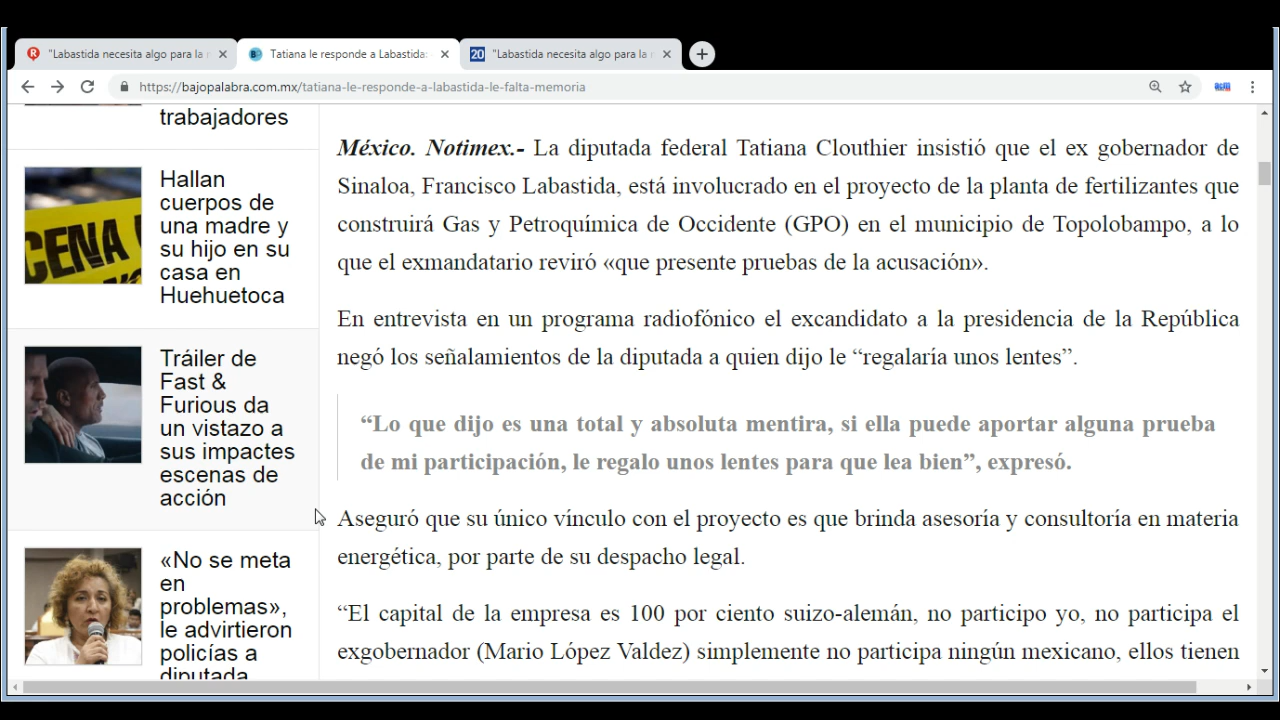 "Labastida necesita algo para la
Tatiana le responde a Labastida:
20
"Labastida necesita algo para la
https://bajopalabra.com.mx/tatiana-le-responde-a-labastida-le-falta-memoria
trabajadores
Hallan
cuerpos de
una madre y
su hijo en su
casa en
Huehuetoca
CENA
Tráiler de
Fast &
Furious da
un vistazo a
sus impactes
escenas de
acción
«No se meta
en
problemas»,
le advirtieron
policías a
diputada
México. Notimex.- La diputada federal Tatiana Clouthier insistió que el ex gobernador de
Sinaloa, Francisco Labastida, está involucrado en el proyecto de la planta de fertilizantes que
construirá Gas y Petroquímica de Occidente (GPO) en el municipio de Topolobampo, a lo
que el exmandatario reviró «que presente pruebas de la acusación».
En entrevista en un programa radiofónico el excandidato a la presidencia de la República
negó los señalamientos de la diputada a quien dijo le “regalaría unos lentes”.
“Lo que dijo es una total y absoluta mentira, si ella puede aportar alguna prueba
de mi participación, le regalo unos lentes para que lea bien”, expresó.
Aseguró que su único vínculo con el proyecto es que brinda asesoría y consultoría en materia
energética, por parte de su despacho legal.
“El capital de la empresa es 100 por ciento suizo-alemán, no participo yo, no participa el
exgobernador (Mario López Valdez) simplemente no participa ningún mexicano, ellos tienen